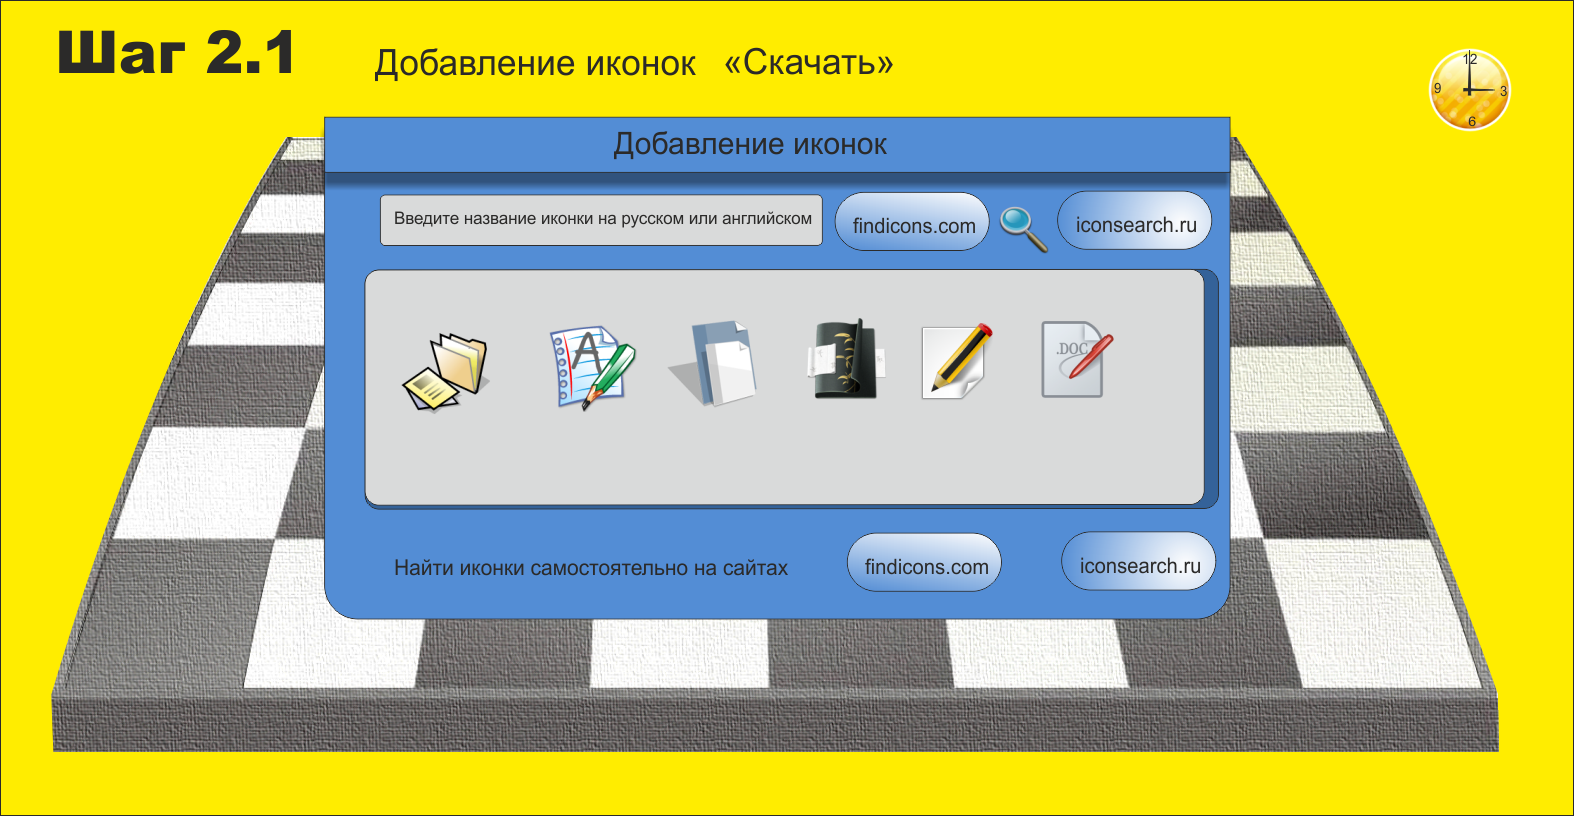 Шаг 2.1
Добавление иконок «Скачать»
12
9
3
6
Добавление иконок
Введите название иконки на русском или английском
findicons.com
iconsearch.ru
A
.DOC
Найти иконки самостоятельно на сайтах
findicons.com
iconsearch.ru